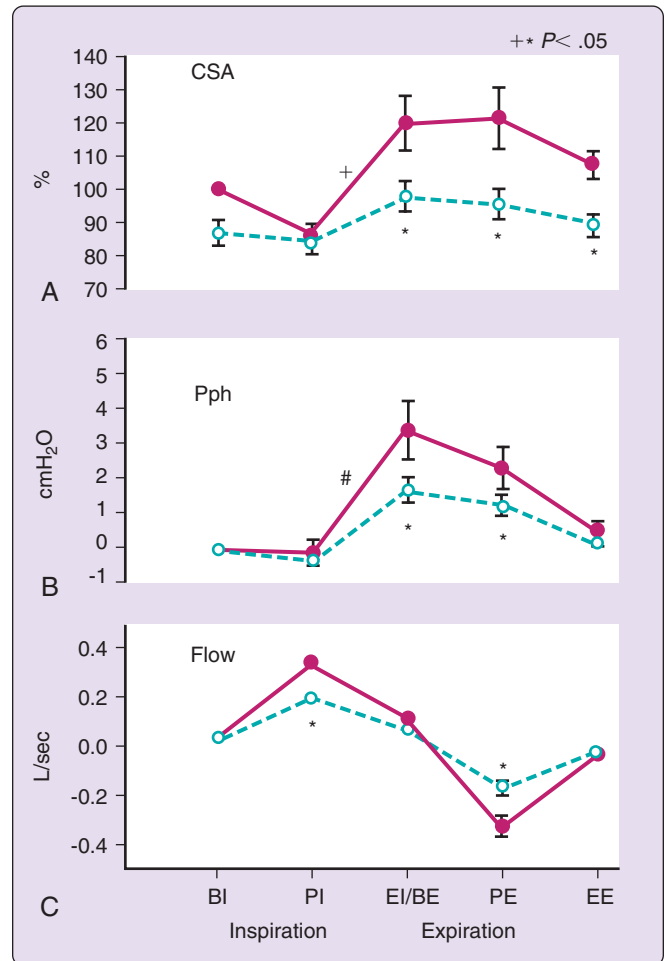 +* P< .05
CSA
140
130
120
110
100
90
80
70
%
+
* * *
A
Pph
6
5
4
3
2
1
0
-1
cmH₂O
#
* *
B
Flow
0.4
0.2
0.0
-0.2
-0.4
L/sec
* *
C
BI PI EI/BE PE EE
Inspiration Expiration